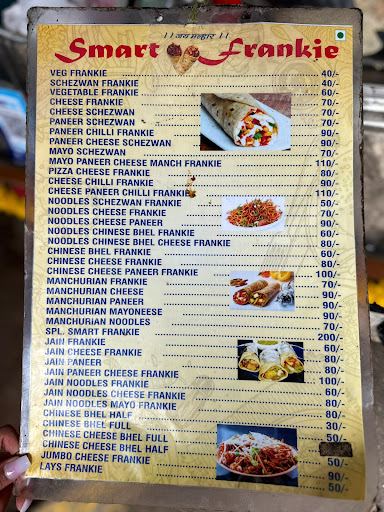 ।। जय मल्हार ।।
Smart Frankie
VEG FRANKIE 40/-
SCHEZWAN FRANKIE 40/-
VEGETABLE FRANKIE 60/-
CHEESE FRANKIE 70/-
CHEESE SCHEZWAN 80/-
PANEER SCHEZWAN 70/-
PANEER CHILLI FRANKIE 90/-
PANEER CHEESE SCHEZWAN 90/-
MAYO SCHEZWAN 70/-
MAYO PANEER CHEESE MANCH FRANKIE 110/-
PIZZA CHEESE FRANKIE 80/-
CHEESE CHILLI FRANKIE 90/-
CHEESE PANEER CHILLI FRANKIE 110/-
NOODLES SCHEZWAN FRANKIE 50/-
NOODLES CHEESE FRANKIE 70/-
NOODLES CHEESE PANEER 90/-
NOODLES CHINESE BHEL FRANKIE 60/-
NOODLES CHINESE BHEL CHEESE FRANKIE 80/-
CHINESE BHEL FRANKIE 60/-
CHINESE CHEESE FRANKIE 80/-
CHINESE CHEESE PANEER FRANKIE 100/-
MANCHURIAN FRANKIE 70/-
MANCHURIAN CHEESE 90/-
MANCHURIAN PANEER 90/-
MANCHURIAN MAYONEESE 90/-
MANCHURIAN NOODLES 70/-
SPL. SMART FRANKIE 200/-
JAIN FRANKIE 60/-
JAIN CHEESE FRANKIE 80/-
JAIN PANEER 80/-
JAIN PANEER CHEESE FRANKIE 100/-
JAIN NOODLES FRANKIE 60/-
JAIN NOODLES CHEESE FRANKIE 80/-
JAIN NOODLES MAYO FRANKIE 80/-
CHINESE BHEL HALF 30/-
CHINESE BHEL FULL 50/-
CHINESE CHEESE BHEL FULL
CHINESE CHEESE BHEL HALF 50/-
JUMBO CHEESE FRANKIE 90/-
LAYS FRANKIE 50/-